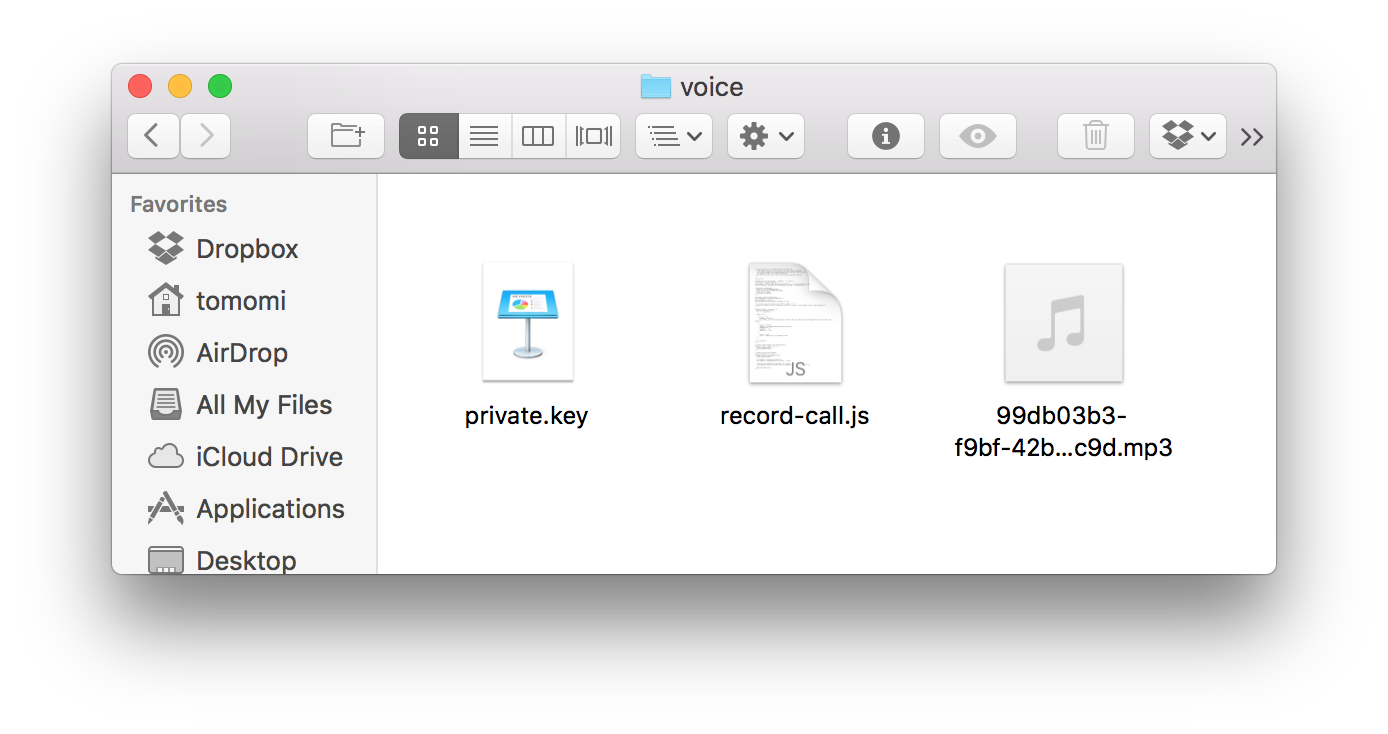 voice
Favorites
Dropbox
tomomi
AirDrop
All My Files
iCloud Drive
Applications
Desktop
JS
private.key
record-call.js
99db03b3-
f9bf-42b...c9d.mp3